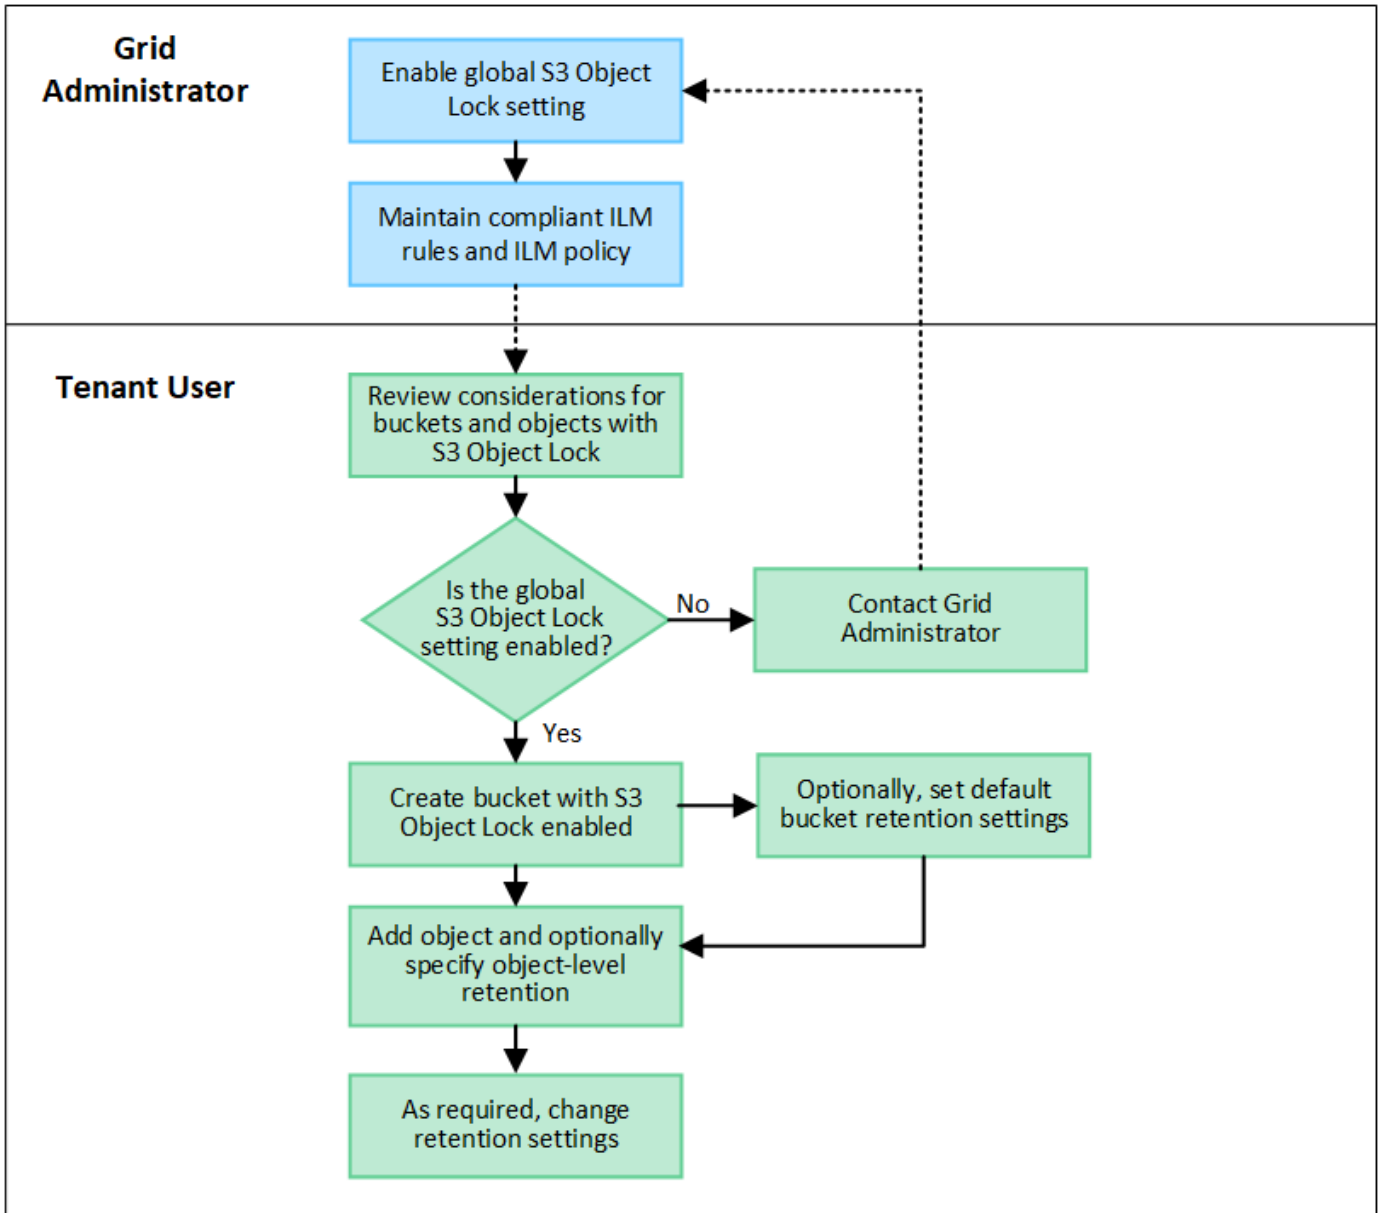 Grid
Administrator
Enable global S3 Object
Lock setting
Maintain compliant ILM
rules and ILM policy
Tenant User
Review considerations for
buckets and objects with
S3 Object Lock
Is the global
S3 Object Lock
setting enabled?
No
Contact Grid
Administrator
Yes
Create bucket with S3
Object Lock enabled
Optionally, set default
bucket retention settings
Add object and optionally
specify object-level
retention
As required, change
retention settings